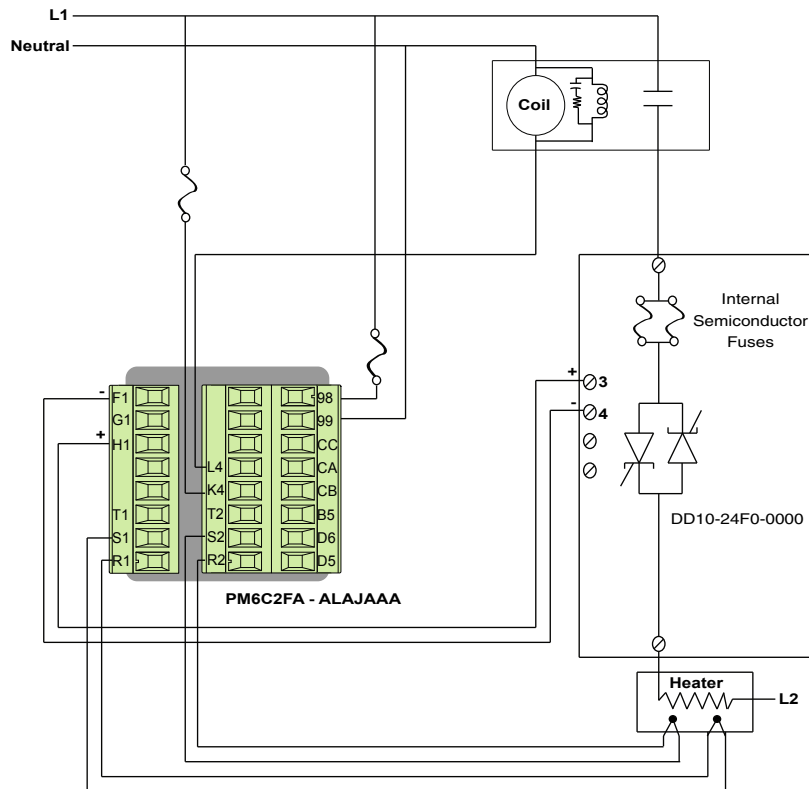 L1
Neutral
Coil
Internal
Semiconductor
Fuses
+ 3
- 4
DD10-24F0-0000
- F1
G1
+ H1
T1
S1
R1
L4
K4
T2
S2
R2
98
99
CC
CA
CB
B5
D6
D5
PM6C2FA - ALAJAAA
Heater
L2